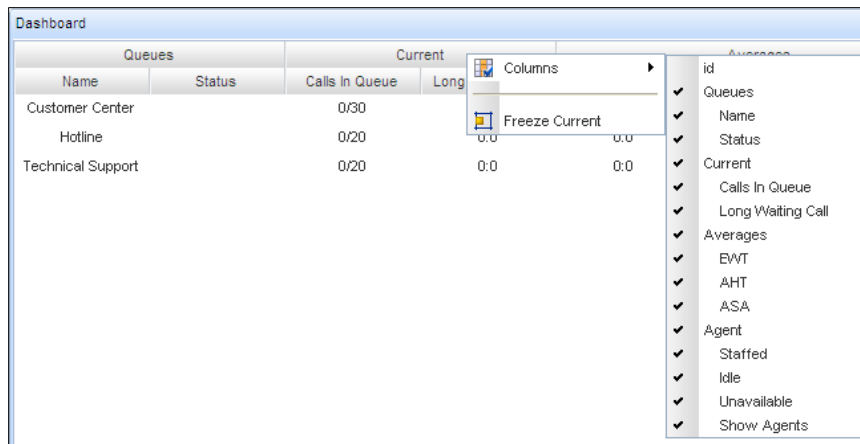 Dashboard
Queues Current Averages
Name Status Calls In Queue Long
Customer Center 0/30
Hotline 0/20 0:0 0:0
Technical Support 0/20 0:0 0:0
Columns
Freeze Current
id
Queues
Name
Status
Current
Calls In Queue
Long Waiting Call
Averages
EWT
AHT
ASA
Agent
Staffed
Idle
Unavailable
Show Agents